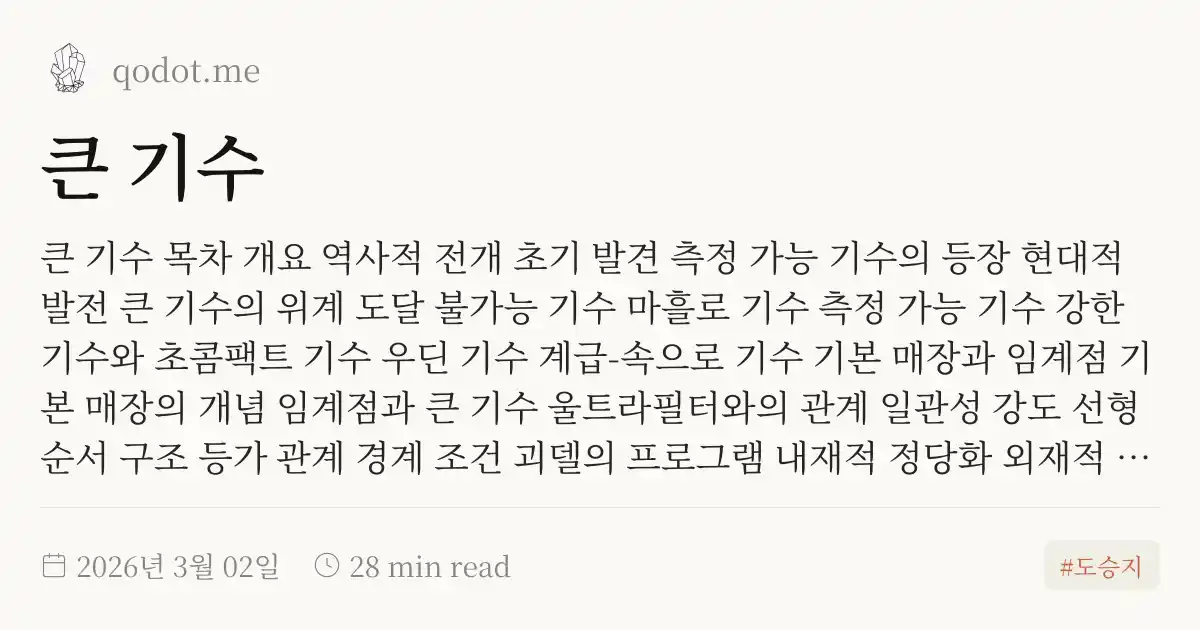 qodot.me
큰 기수
큰 기수 목차 개요 역사적 전개 초기 발견 측정 가능 기수의 등장 현대적
발전 큰 기수의 위계 도달 불가능 기수 마흘로 기수 측정 가능 기수 강한
기수와 초콤팩트 기수 우딘 기수 계급-속으로 기수 기본 매장과 임계점 기
본 매장의 개념 임계점과 큰 기수 울트라필터와의 관계 일관성 강도 선형
순서 구조 등가 관계 경계 조건 괴델의 프로그램 내재적 정당화 외재적 …
2026년 3월 02일 28 min read
#도승지